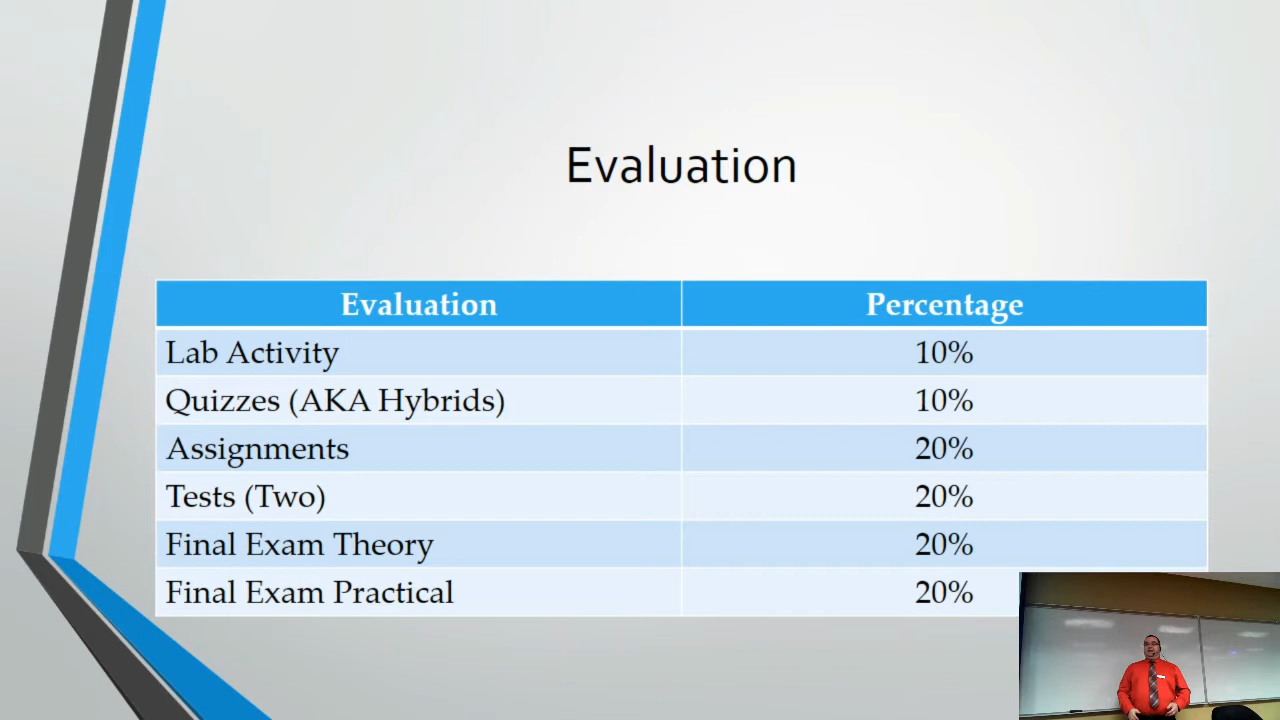 Evaluation
Evaluation Percentage
Lab Activity 10%
Quizzes (AKA Hybrids) 10%
Assignments 20%
Tests (Two) 20%
Final Exam Theory 20%
Final Exam Practical 20%